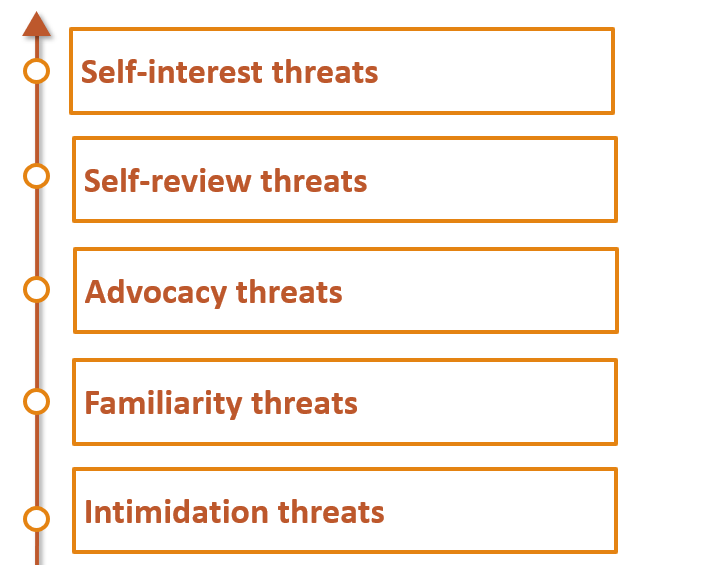 Self-interest threats
Self-review threats
Advocacy threats
Familiarity threats
Intimidation threats